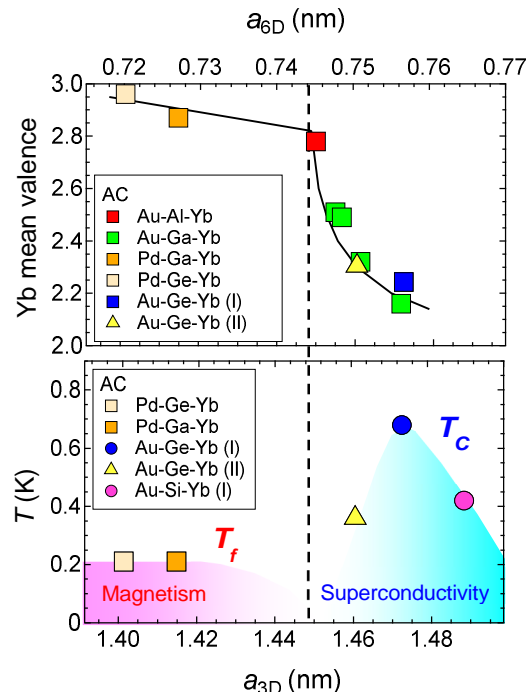 a6D (nm)
0.72 0.73 0.74 0.75 0.76 0.77
3.0
2.8
2.6
2.4
2.2
2.0
Yb mean valence
AC
Au-Al-Yb
Au-Ga-Yb
Pd-Ga-Yb
Pd-Ge-Yb
Au-Ge-Yb (I)
Au-Ge-Yb (II)
0.8
0.6
0.4
0.2
0
T (K)
AC
Pd-Ge-Yb
Pd-Ga-Yb
Au-Ge-Yb (I)
Au-Ge-Yb (II)
Au-Si-Yb (I)
TC
Tf
Magnetism
Superconductivity
1.40 1.42 1.44 1.46 1.48
a3D (nm)